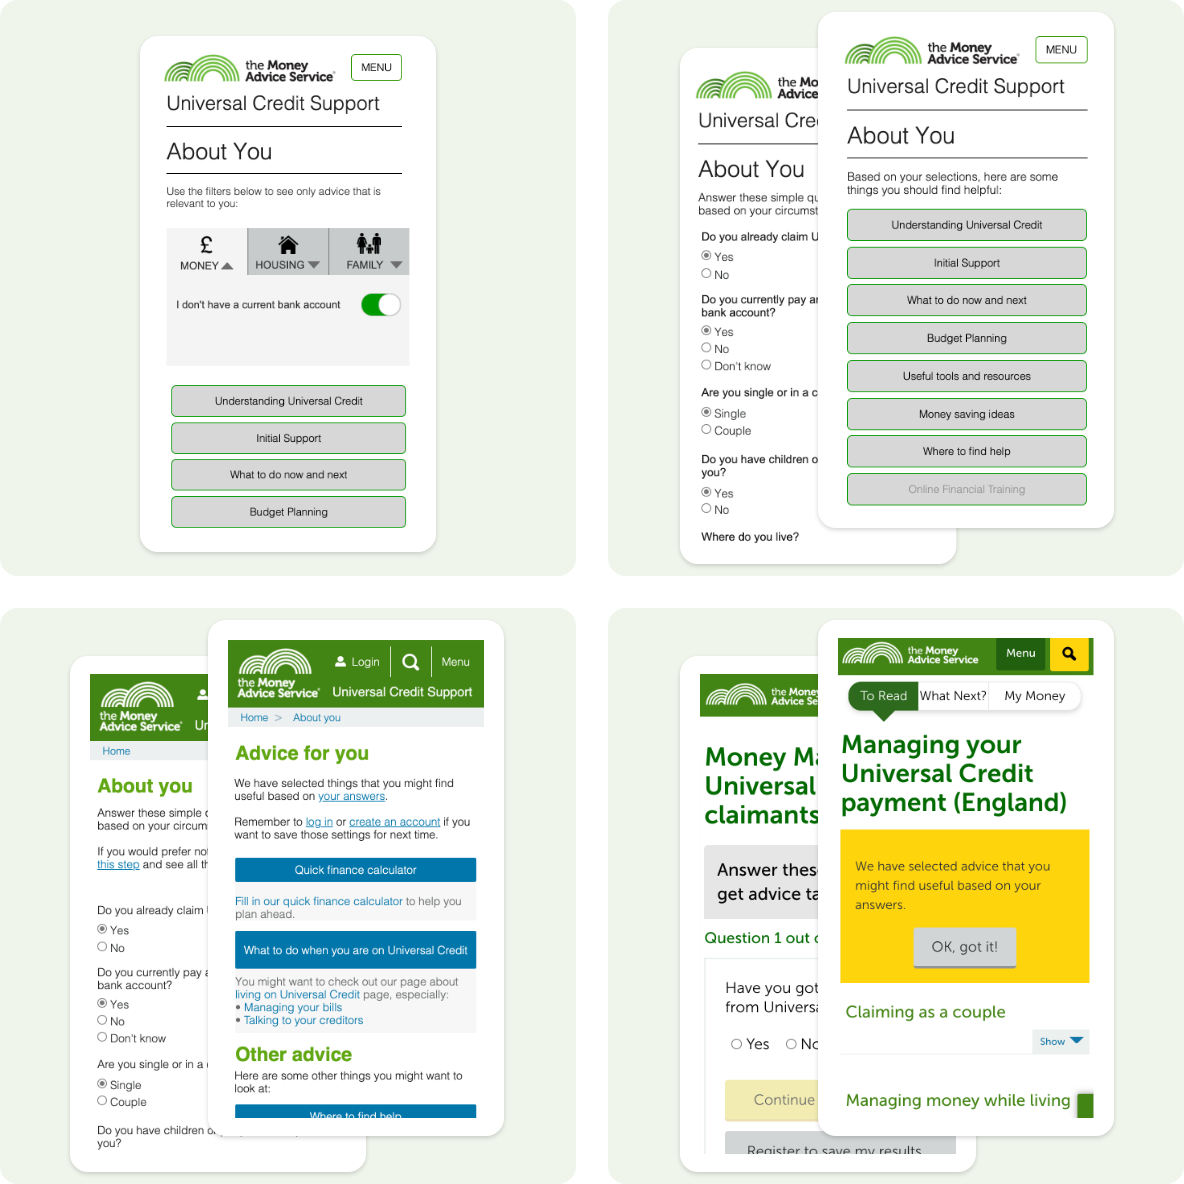 the Money
Advice Service
MENU
Universal Credit Support
About You
Use the filters below to see only advice that is
relevant to you:
£
MONEY
HOUSING
FAMILY
I don't have a current bank account
Understanding Universal Credit
Initial Support
What to do now and next
Budget Planning
the Mo
Advice
Universal Cre
About You
Answer these simple qu
based on your circumst
Do you already claim U
Yes
No
Do you currently pay a
bank account?
Yes
No
Don't know
Are you single or in a c
Single
Couple
Do you have children o
you?
Yes
No
Where do you live?
the Money
Advice Service
MENU
Universal Credit Support
About You
Based on your selections, here are some
things you should find helpful:
Understanding Universal Credit
Initial Support
What to do now and next
Budget Planning
Useful tools and resources
Money saving ideas
Where to find help
Online Financial Training
the Money
Advice Service
Un
Home
About you
Answer these simple
based on your circum
If you would prefer no
this step and see all th
Do you already claim
Yes
No
Do you currently pay a
bank account?
Yes
No
Don't know
Are you single or in a
Single
Couple
Do you have children o
you?
the Money
Advice Service
Login
Menu
Universal Credit Support
Home > About you
Advice for you
We have selected things that you might find
useful based on your answers.
Remember to log in or create an account if you
want to save those settings for next time.
Quick finance calculator
Fill in our quick finance calculator to help you
plan ahead.
What to do when you are on Universal Credit
You might want to check out our page about
living on Universal Credit page, especially:
• Managing your bills
• Talking to your creditors
Other advice
Here are some other things you might want to
look at:
Where to find help
the Money
Advice Se
Money Ma
Universal
claimants
Answer thes
get advice ta
Question 1 out o
Have you got
from Universa
Yes
No
Continue
Register to save my results
the Money
Advice Service
Menu
To Read
What Next?
My Money
Managing your
Universal Credit
payment (England)
We have selected advice that you
might find useful based on your
answers.
OK, got it!
Claiming as a couple
Show
Managing money while living